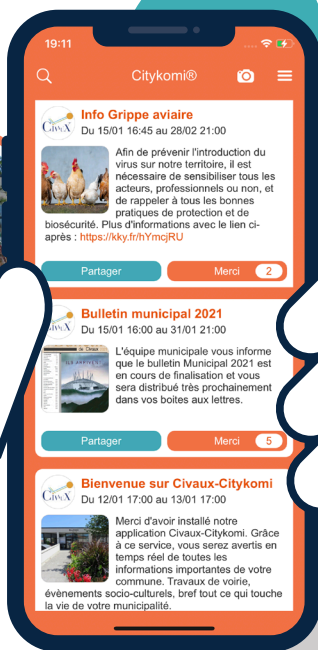 19:11
Citykomi®
CivauX
Info Grippe aviaire
Du 15/01 16:45 au 28/02 21:00
Afin de prévenir l'introduction du
virus sur notre territoire, il est
nécessaire de sensibiliser tous les
acteurs, professionnels ou non, et
de rappeler à tous les bonnes
pratiques de protection et de
biosécurité. Plus d'informations avec le lien ci-
après : https://kky.fr/hYmcjRU
Partager
Merci 2
CivauX
Bulletin municipal 2021
Du 15/01 16:00 au 31/01 21:00
L'équipe municipale vous informe
que le bulletin Municipal 2021 est
en cours de finalisation et vous
sera distribué très prochainement
dans vos boites aux lettres.
Partager
Merci 5
CivauX
Bienvenue sur Civaux-Citykomi
Du 12/01 17:00 au 13/01 17:00
Merci d'avoir installé notre
application Civaux-Citykomi. Grâce
à ce service, vous serez avertis en
temps réel de toutes les
informations importantes de votre
commune. Travaux de voirie,
évènements socio-culturels, bref tout ce qui touche
la vie de votre municipalité.